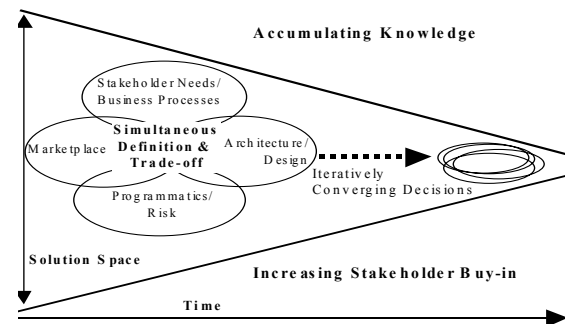 Accumulating Knowledge
Stakeholder Needs/
Business Processes
Simultaneous
Definition &
Trade-off
Marketplace
Architecture/
Design
Programmatics/
Risk
Iteratively
Converging Decisions
Solution Space
Increasing Stakeholder Buy-in
Time